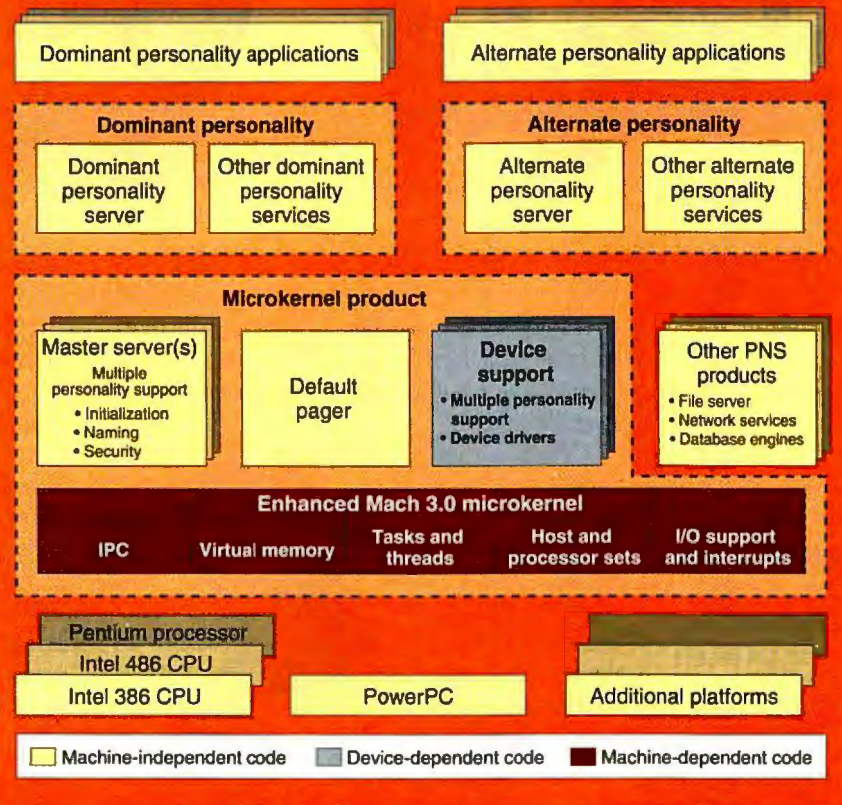 Dominant personality applications
Alternate personality applications
Dominant personality
Dominant
personality
server
Other dominant
personality
services
Alternate personality
Alternate
personality
server
Other alternate
personality
services
Microkernel product
Master server(s)
Multiple
personality support
• Initialization
• Naming
• Security
Default
pager
Device
support
• Multiple personality
support
• Device drivers
Other PNS
products
• File server
• Network services
• Database engines
Enhanced Mach 3.0 microkernel
IPC
Virtual memory
Tasks and
threads
Host and
processor sets
I/O support
and interrupts
Pentium processor
Intel 486 CPU
Intel 386 CPU
PowerPC
Additional platforms
Machine-independent code
Device-dependent code
Machine-dependent code